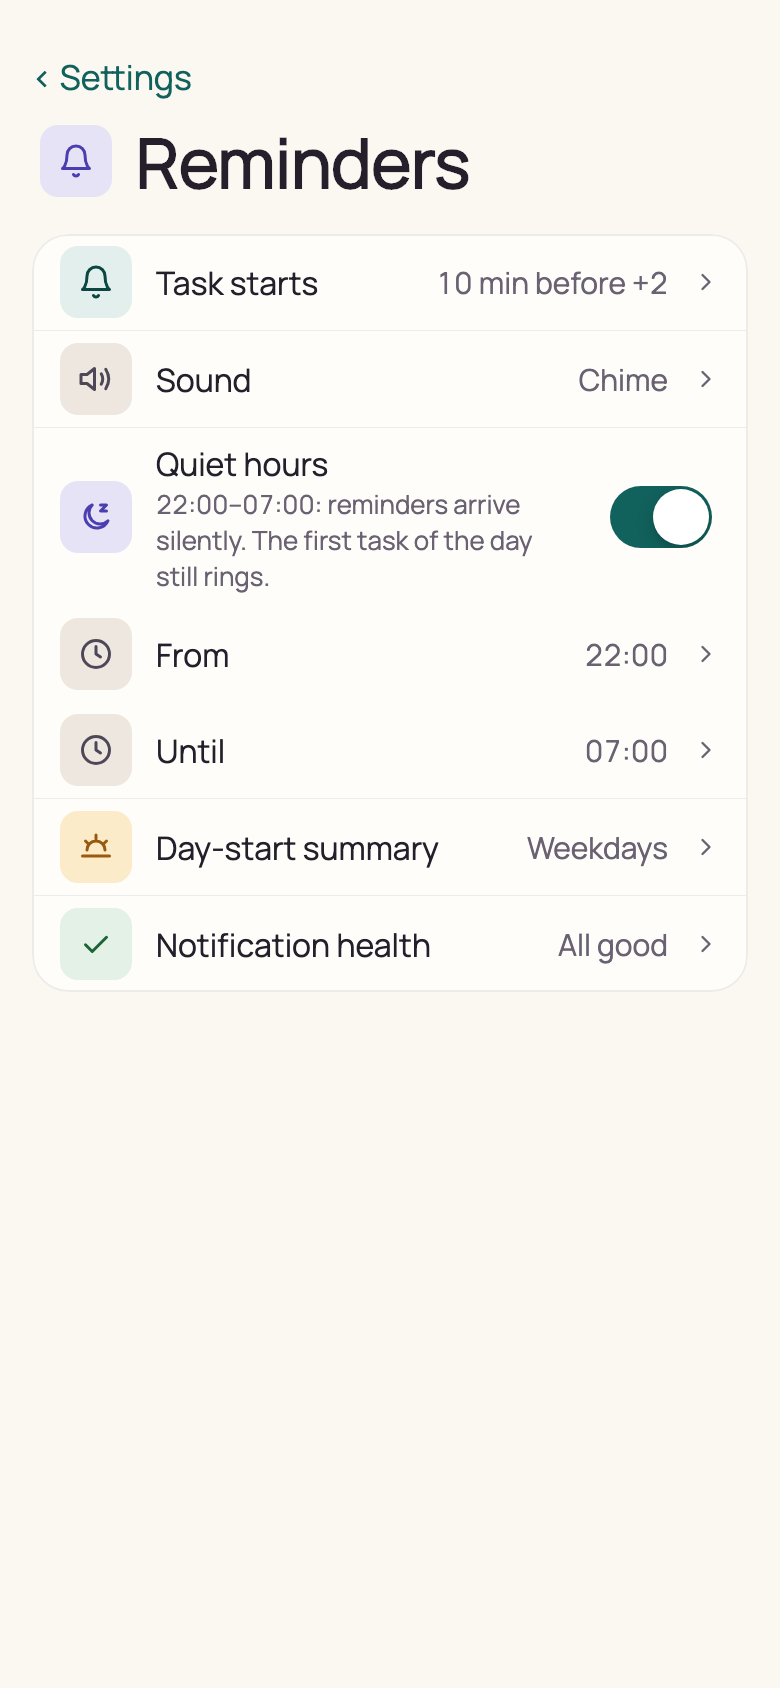 Settings
Reminders
Task starts 10 min before +2
Sound Chime
Quiet hours
22:00–07:00: reminders arrive
silently. The first task of the day
still rings.
From 22:00
Until 07:00
Day-start summary Weekdays
Notification health All good